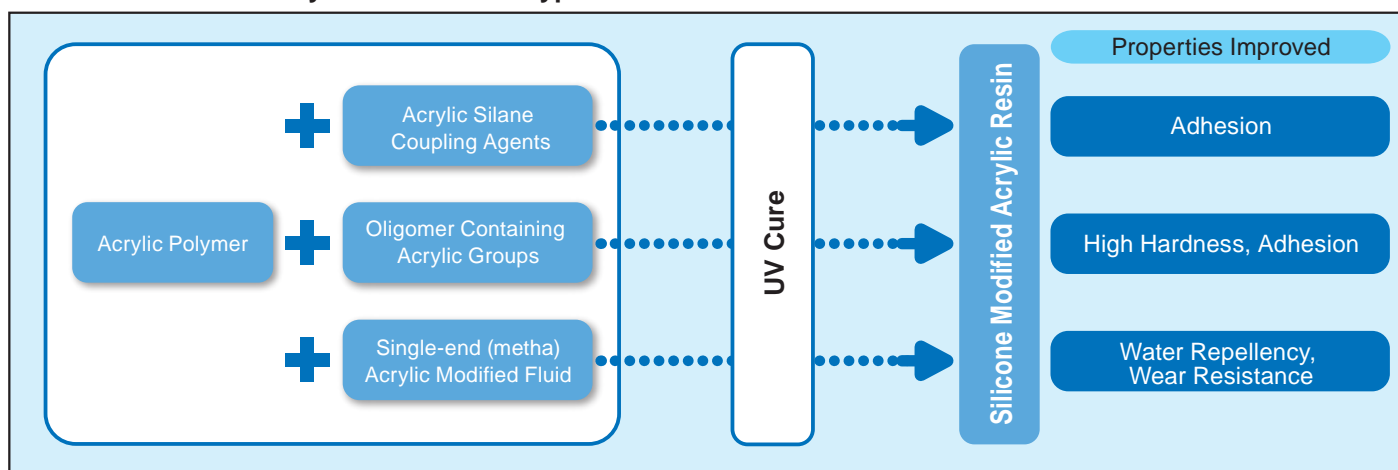 Properties Improved
Acrylic Silane
Coupling Agents
Adhesion
Acrylic Polymer
Oligomer Containing
Acrylic Groups
UV Cure
Silicone Modified Acrylic Resin
High Hardness, Adhesion
Single-end (metha)
Acrylic Modified Fluid
Water Repellency,
Wear Resistance